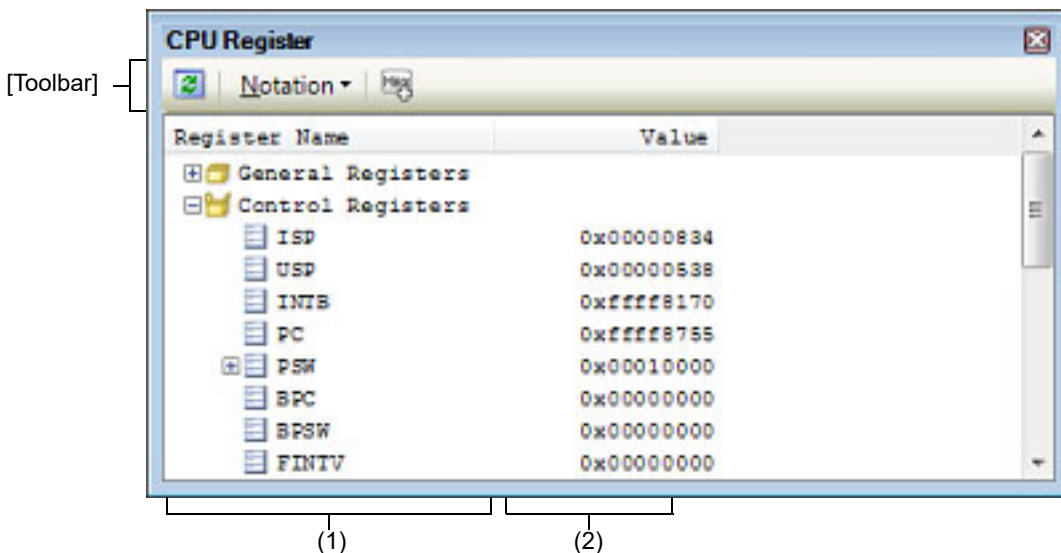 CPU Register
[Toolbar]
Notation
Hex
Register Name Value
General Registers
Control Registers
ISP 0x00000834
USP 0x00000538
INTB 0xffff8170
PC 0xffff8755
PSW 0x00010000
BPC 0x00000000
BPSW 0x00000000
FINTV 0x00000000
(1) (2)